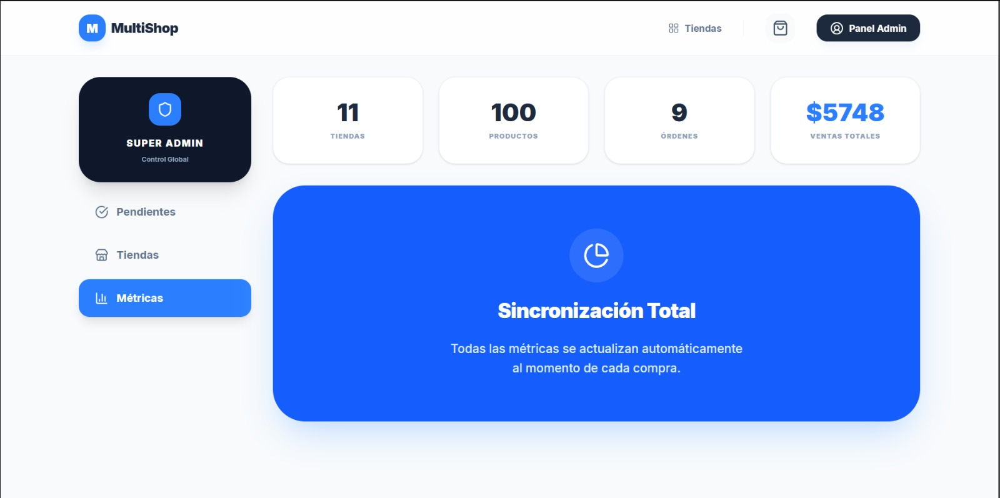 M MultiShop
Tiendas
Panel Admin
SUPER ADMIN
Control Global
Pendientes
Tiendas
Métricas
11
TIENDAS
100
PRODUCTOS
9
ÓRDENES
$5748
VENTAS TOTALES
Sincronización Total
Todas las métricas se actualizan automáticamente
al momento de cada compra.